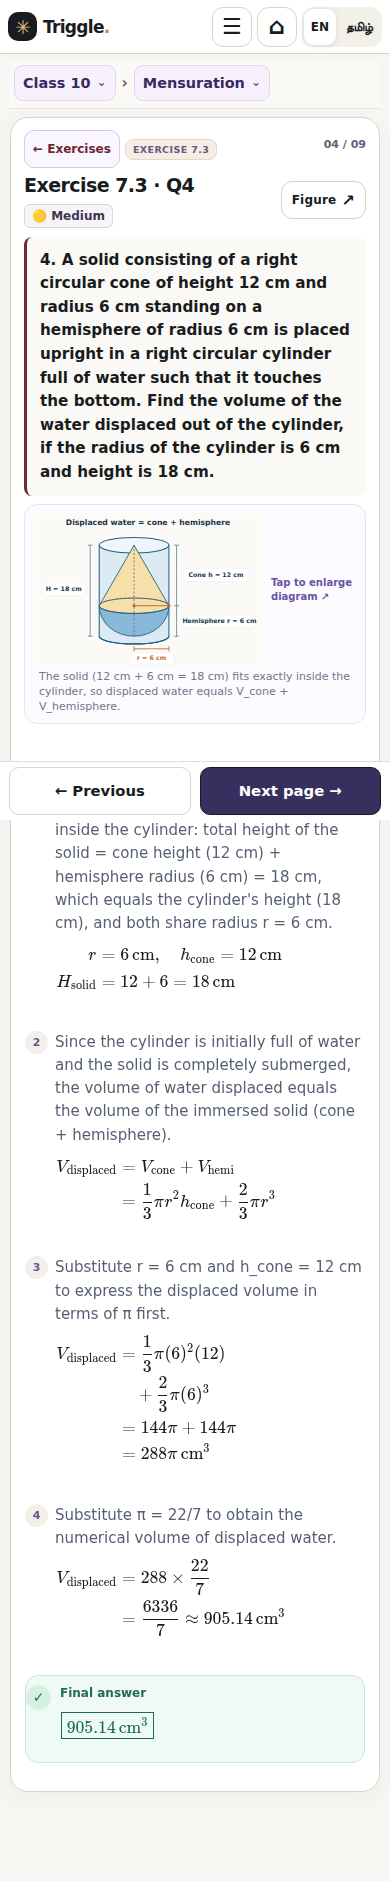 Triggle.
EN
தமிழ்
Class 10
›
Mensuration
← Exercises
EXERCISE 7.3
04 / 09
Exercise 7.3 · Q4
Medium
Figure ↗
4. A solid consisting of a right
circular cone of height 12 cm and
radius 6 cm standing on a
hemisphere of radius 6 cm is placed
upright in a right circular cylinder
full of water such that it touches
the bottom. Find the volume of the
water displaced out of the cylinder,
if the radius of the cylinder is 6 cm
and height is 18 cm.
Displaced water = cone + hemisphere
Cone h = 12 cm
H = 18 cm
Hemisphere r = 6 cm
r = 6 cm
Tap to enlarge
diagram ↗
The solid (12 cm + 6 cm = 18 cm) fits exactly inside the
cylinder, so displaced water equals V_cone +
V_hemisphere.
← Previous
Next page →
inside the cylinder: total height of the
solid = cone height (12 cm) +
hemisphere radius (6 cm) = 18 cm,
which equals the cylinder's height (18
cm), and both share radius r = 6 cm.
r = 6 cm, h_cone = 12 cm
H_solid = 12 + 6 = 18 cm
2
Since the cylinder is initially full of water
and the solid is completely submerged,
the volume of water displaced equals
the volume of the immersed solid (cone
+ hemisphere).
V_displaced = V_cone + V_hemi
= 1/3 πr² h_cone + 2/3 πr³
3
Substitute r = 6 cm and h_cone = 12 cm
to express the displaced volume in
terms of π first.
V_displaced = 1/3 π(6)²(12)
+ 2/3 π(6)³
= 144π + 144π
= 288π cm³
4
Substitute π = 22/7 to obtain the
numerical volume of displaced water.
V_displaced = 288 × 22/7
= 6336/7 ≈ 905.14 cm³
✓ Final answer
905.14 cm³